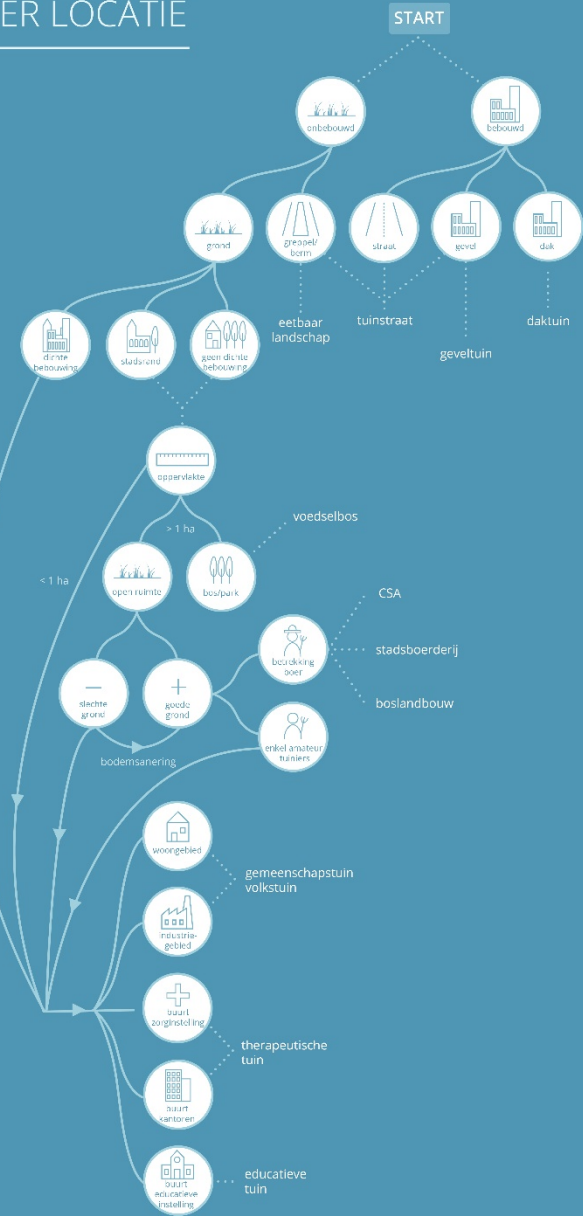 ER LOCATIE
START
onbebouwd
bebouwd
grond
greppel/
berm
straat
gevel
dak
eetbaar
landschap
tuinstraat
geveltuin
daktuin
dichte
bebouwing
stadsrand
geen dichte
bebouwing
oppervlakte
> 1 ha
< 1 ha
open ruimte
bos/park
voedselbos
slechte
grond
goede
grond
bodemsanering
betrekking
boer
enkel amateur
tuiniers
CSA
stadsboerderij
boslandbouw
woongebied
industrie-
gebied
gemeenschapstuin
volkstuin
buurt
zorginstelling
buurt
kantoren
therapeutische
tuin
buurt
educatieve
instelling
educatieve
tuin